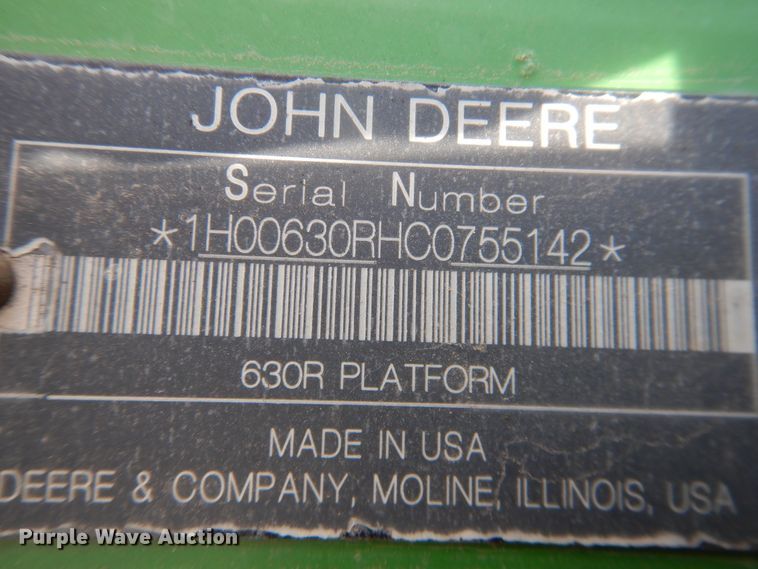 JOHN DEERE
Serial Number
*1H00630RHC0755142*
630R PLATFORM
MADE IN USA
DEERE & COMPANY, MOLINE, ILLINOIS, USA
Purple Wave Auction